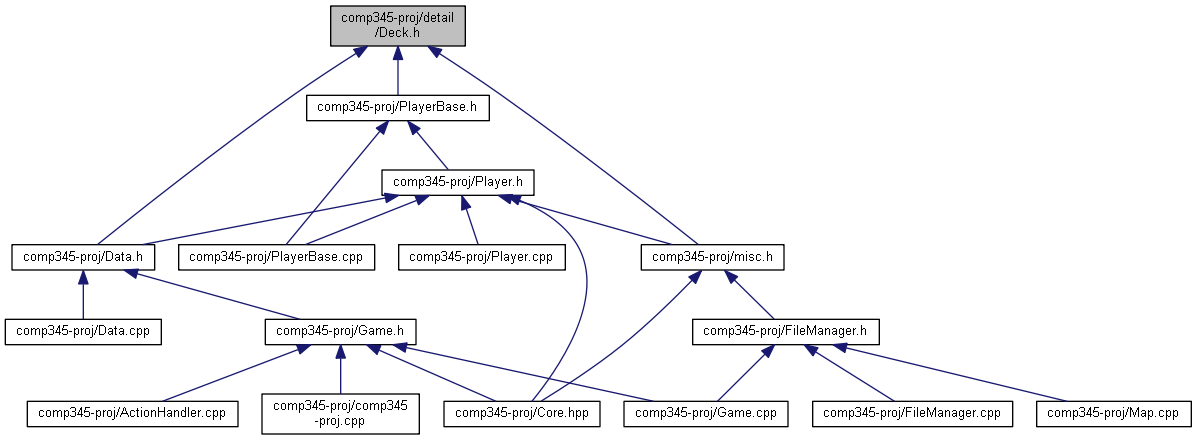 comp345-proj/detail
/Deck.h
comp345-proj/PlayerBase.h
comp345-proj/Player.h
comp345-proj/Data.h
comp345-proj/PlayerBase.cpp
comp345-proj/Player.cpp
comp345-proj/misc.h
comp345-proj/Data.cpp
comp345-proj/Game.h
comp345-proj/FileManager.h
comp345-proj/ActionHandler.cpp
comp345-proj/comp345
-proj.cpp
comp345-proj/Core.hpp
comp345-proj/Game.cpp
comp345-proj/FileManager.cpp
comp345-proj/Map.cpp